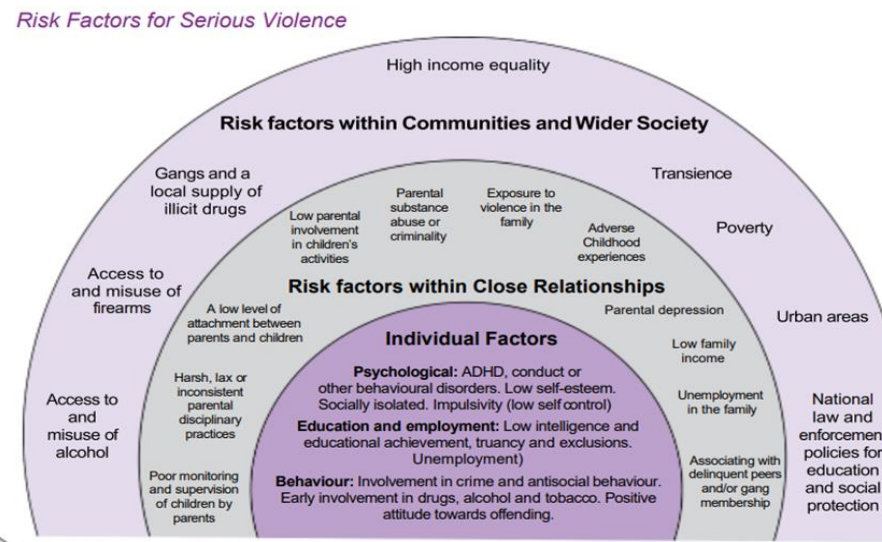 Risk Factors for Serious Violence
High income equality
Risk factors within Communities and Wider Society
Gangs and a
local supply of
illicit drugs
Transience
Poverty
Access to
and misuse of
firearms
Urban areas
Access to
and
misuse of
alcohol
National
law and
enforcemen
policies for
education
and social
protection
Low parental
involvement
in children's
activities
Parental
substance
abuse or
criminality
Exposure to
violence in the
family
Adverse
Childhood
experiences
Risk factors within Close Relationships
A low level of
attachment between
parents and children
Parental depression
Low family
income
Harsh, lax or
inconsistent
parental
disciplinary
practices
Unemployment
in the family
Poor monitoring
and supervision
of children by
parents
Associating with
delinquent peers
and/or gang
membership
Individual Factors
Psychological: ADHD, conduct or
other behavioural disorders. Low self-esteem.
Socially isolated. Impulsivity (low self control)
Education and employment: Low intelligence and
educational achievement, truancy and exclusions.
Unemployment)
Behaviour: Involvement in crime and antisocial behaviour.
Early involvement in drugs, alcohol and tobacco. Positive
attitude towards offending.